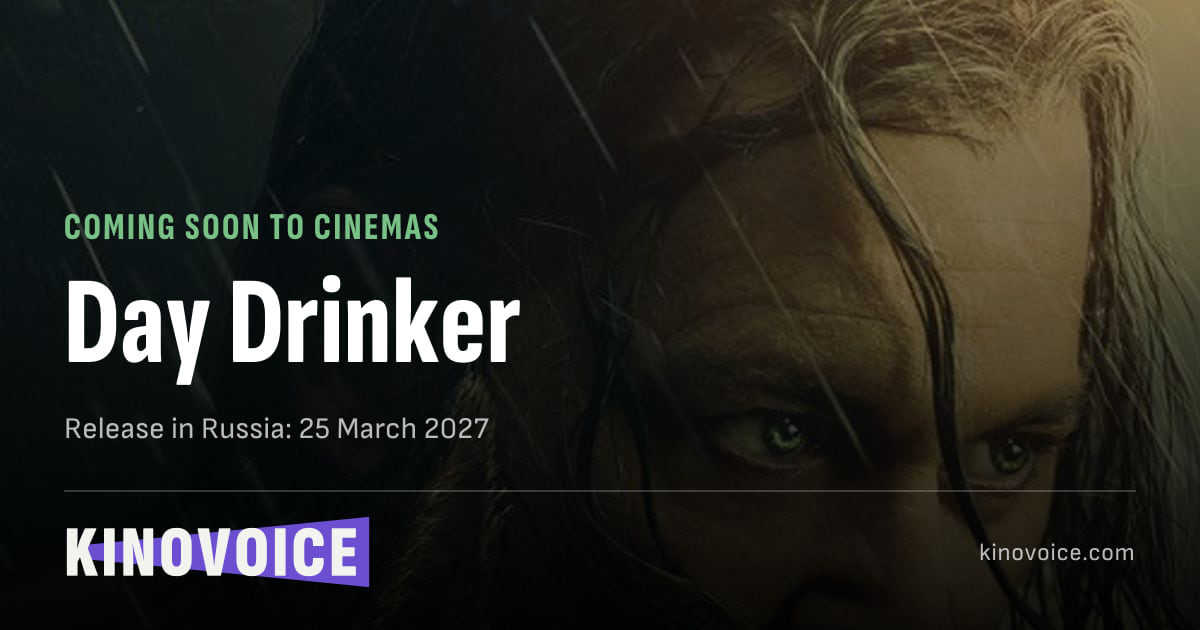 COMING SOON TO CINEMAS
Day Drinker
Release in Russia: 25 March 2027
KINOVOICE
kinovoice.com